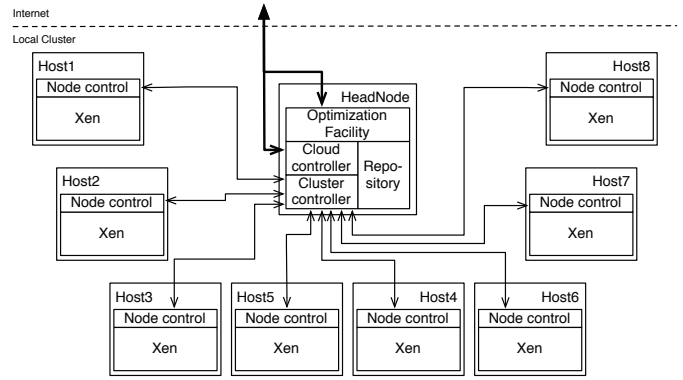 Internet
Local Cluster
Host1
Node control
Xen
Host8
Node control
Xen
HeadNode
Optimization
Facility
Cloud
controller
Cluster
controller
Repo-
sitory
Host2
Node control
Xen
Host7
Node control
Xen
Host3
Node control
Xen
Host5
Node control
Xen
Host4
Node control
Xen
Host6
Node control
Xen